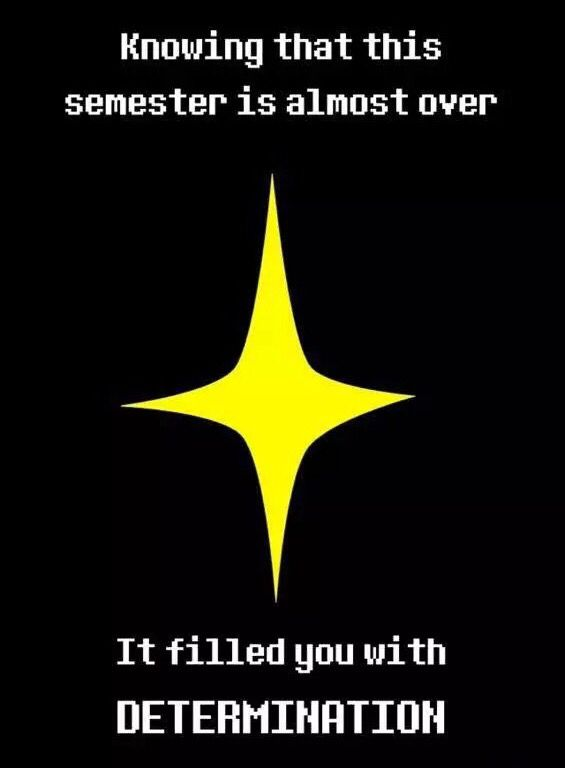 Knowing that this
semester is almost over
It filled you with
DETERMINATION